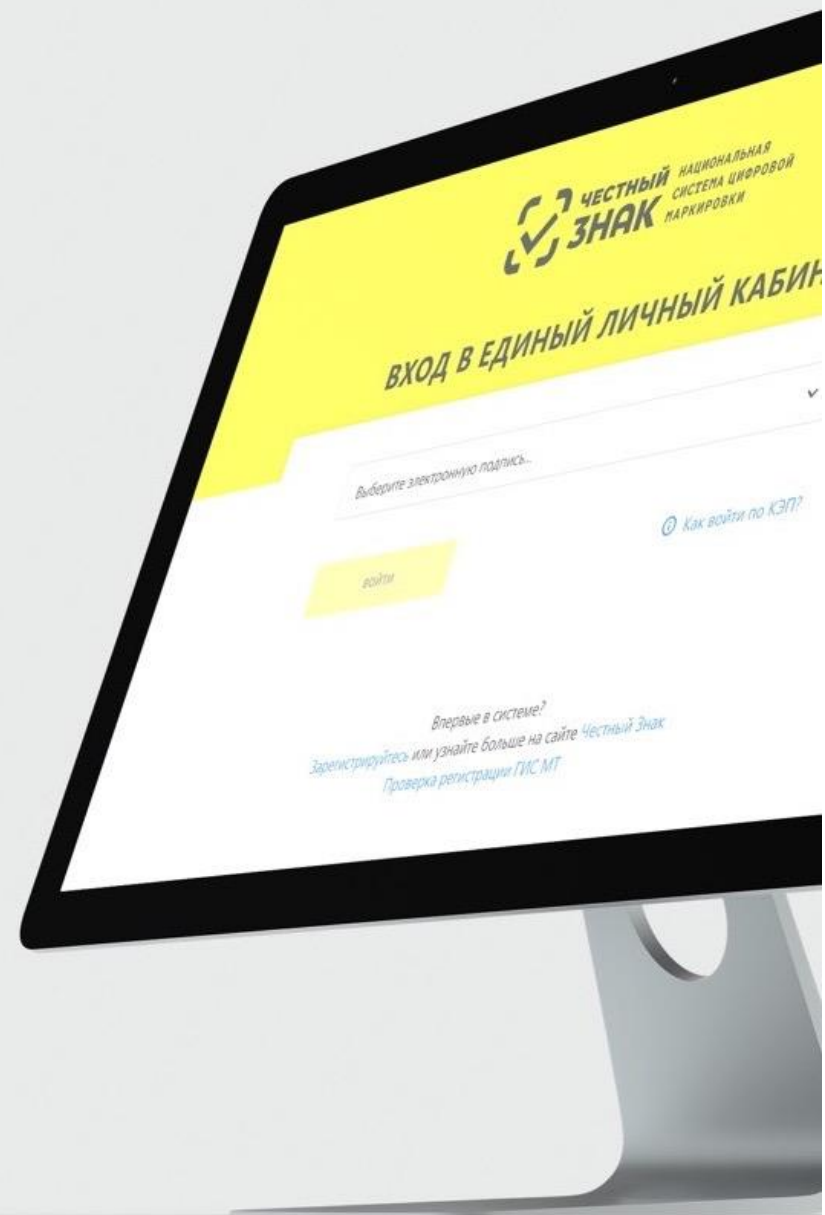 ЧЕСТНЫЙ
ЗНАК
НАЦИОНАЛЬНАЯ
СИСТЕМА ЦИФРОВОЙ
МАРКИРОВКИ
ВХОД В ЕДИНЫЙ ЛИЧНЫЙ КАБИН
Выберите электронную подпись...
Как войти по КЭП?
ВОЙТИ
Впервые в системе?
Зарегистрируйтесь или узнайте больше на сайте Честный Знак
Проверка регистрации ГИС МТ